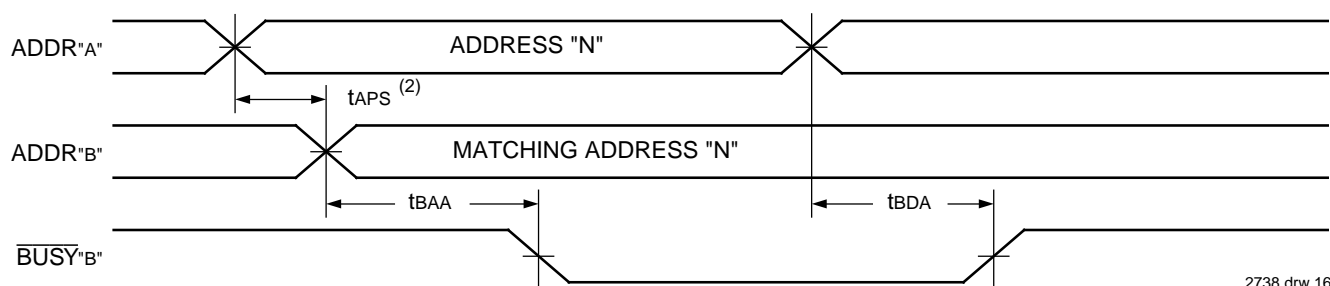 ADDR"A"
ADDRESS "N"
tAPS (2)
ADDR"B"
MATCHING ADDRESS "N"
tBAA
tBDA
BUSY"B"
2738 drw 16